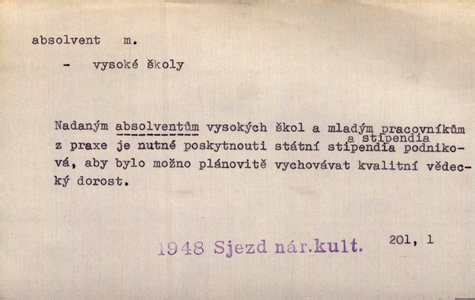 absolvent m.
- vysoké školy
Nadaným absolventům vysokých škol a mladým pracovníkům
a stipendia
z praxe je nutné poskytnouti státní stipendia podniko-
vá, aby bylo možno plánovitě vychovávat kvalitní vědec-
ký dorost.
1948 Sjezd nár.kult. 201, 1